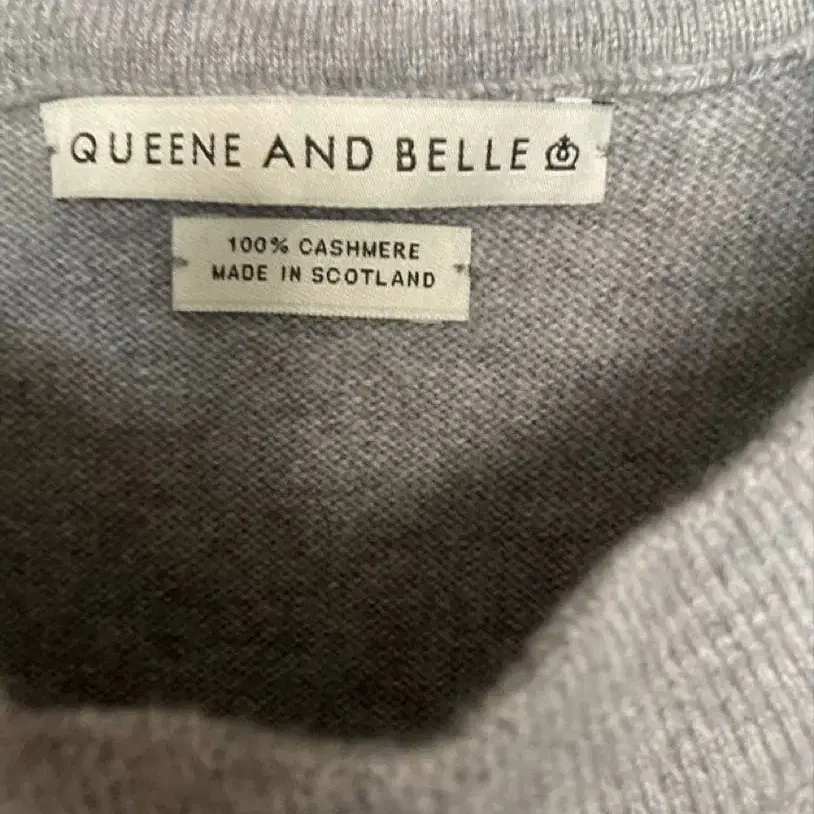 QUEENE AND BELLE
100% CASHMERE
MADE IN SCOTLAND